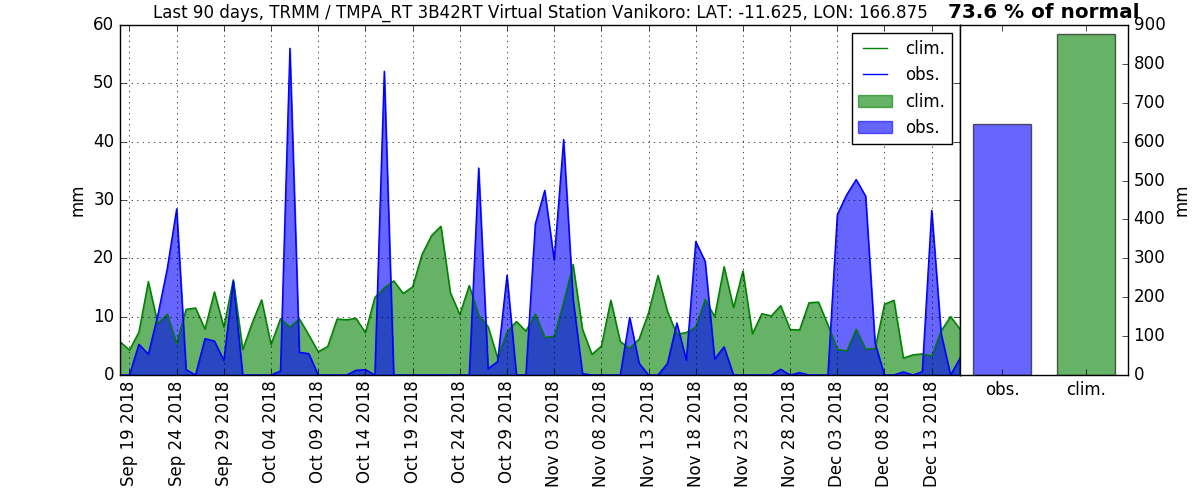 Last 90 days, TRMM / TMPA_RT 3B42RT Virtual Station Vanikoro: LAT: -11.625, LON: 166.875
73.6 % of normal
60
50
40
30
20
10
0
mm
clim.
obs.
clim.
obs.
Sep 19 2018
Sep 24 2018
Sep 29 2018
Oct 04 2018
Oct 09 2018
Oct 14 2018
Oct 19 2018
Oct 24 2018
Oct 29 2018
Nov 03 2018
Nov 08 2018
Nov 13 2018
Nov 18 2018
Nov 23 2018
Nov 28 2018
Dec 03 2018
Dec 08 2018
Dec 13 2018
900
800
700
600
500
400
300
200
100
0
mm
obs.
clim.